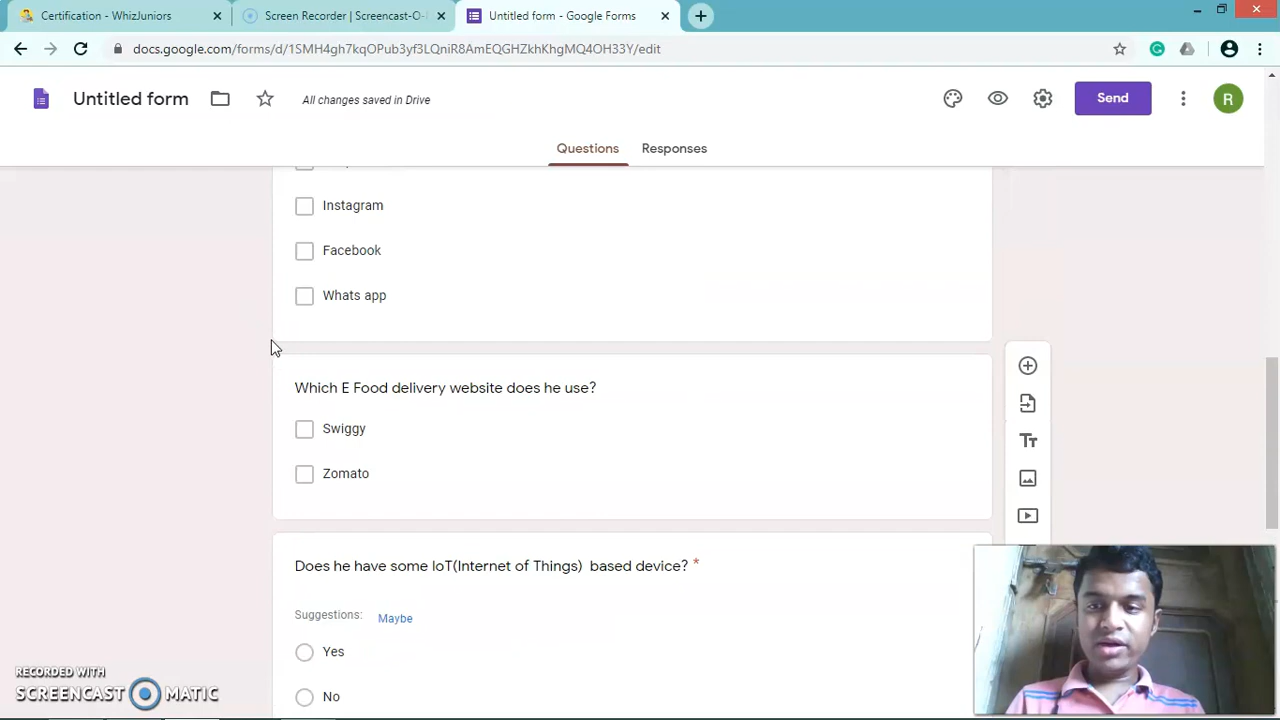 Certification - WhizJuniors
Screen Recorder | Screencast-O-
Untitled form - Google Forms
docs.google.com/forms/d/1SMH4gh7kqOPub3yf3LQniR8AmEQGHZkhKhgMQ4OH33Y/edit
Untitled form
All changes saved in Drive
Send
R
Questions
Responses
Instagram
Facebook
Whats app
Which E Food delivery website does he use?
Swiggy
Zomato
Does he have some IoT(Internet of Things) based device? *
Suggestions: Maybe
Yes
No
RECORDED WITH
SCREENCAST MATIC